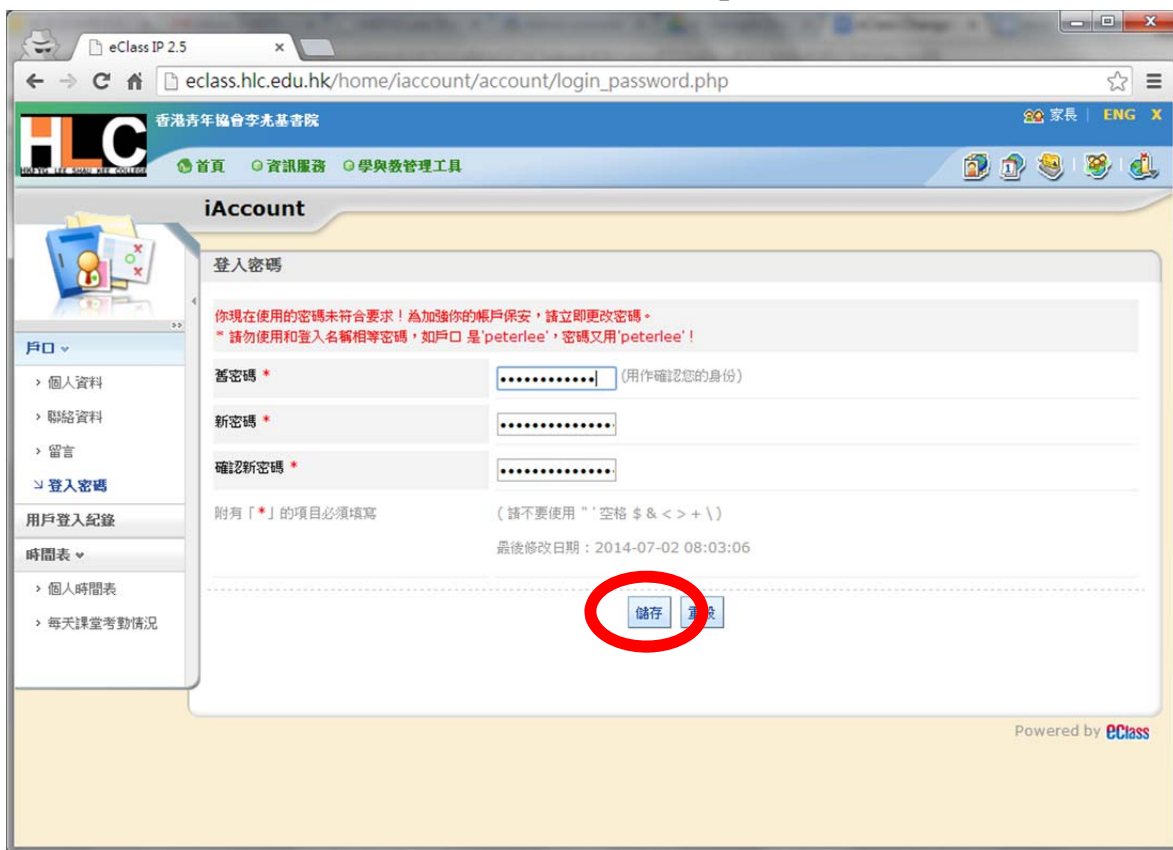 eClass IP 2.5
eclass.hlc.edu.hk/home/iaccount/account/login_password.php
HLC
香港青年協會李兆基書院
家長 | ENG X
HKFYG LEE SHAU KEE COLLEGE
首頁 資訊服務 學與教管理工具
iAccount
登入密碼
你現在使用的密碼未符合要求！為加強你的帳戶保安，請立即更改密碼。
* 請勿使用和登入名稱相等密碼，如戶口 是'peterlee'，密碼又用'peterlee'！
戶口
個人資料
聯絡資料
留言
登入密碼
用戶登入紀錄
時間表
個人時間表
每天課堂考勤情況
舊密碼 * (用作確認您的身份)
新密碼 *
確認新密碼 *
附有「*」的項目必須填寫 ( 請不要使用 " ' 空格 $ & < > + \ )
最後修改日期：2014-07-02 08:03:06
儲存 重設
Powered by eClass